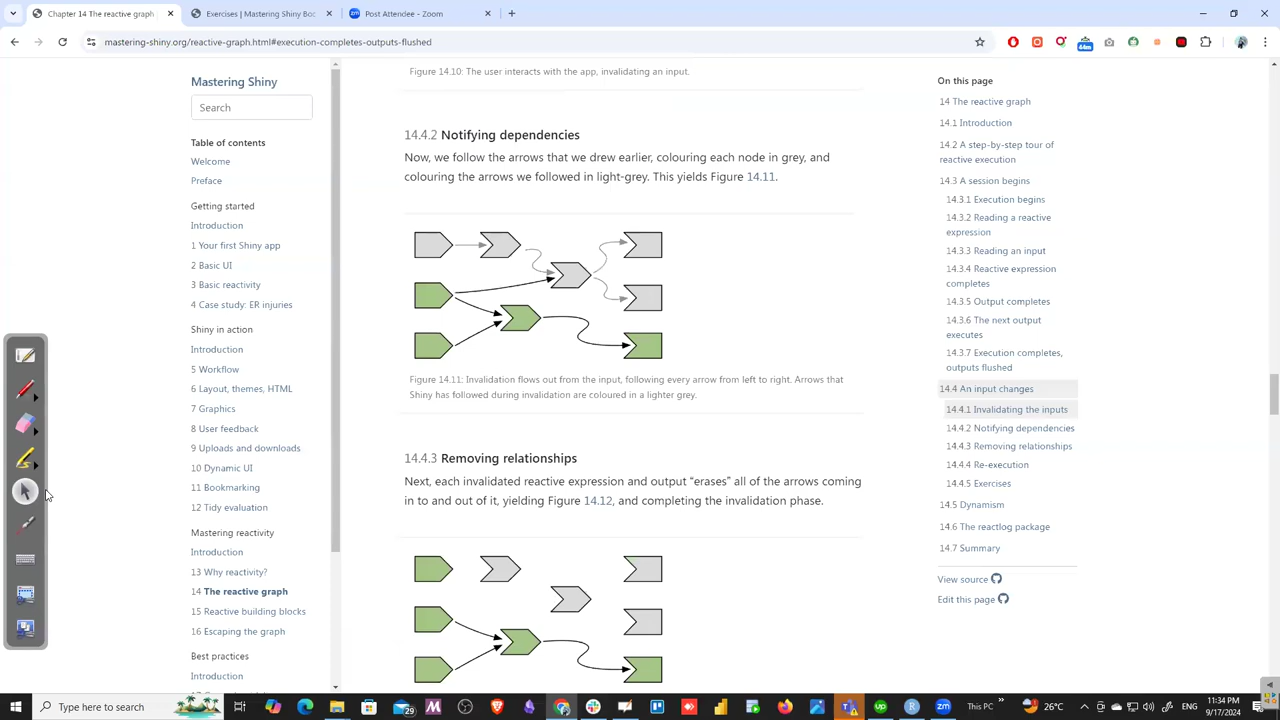 Chapter 14 The reactive graph
Exercises | Mastering Shiny Boo
Post Attendee - Zoom
mastering-shiny.org/reactive-graph.html#execution-completes-outputs-flushed
44m
Mastering Shiny
Search
Table of contents
Welcome
Preface
Getting started
Introduction
1 Your first Shiny app
2 Basic UI
3 Basic reactivity
4 Case study: ER injuries
Shiny in action
Introduction
5 Workflow
6 Layout, themes, HTML
7 Graphics
8 User feedback
9 Uploads and downloads
10 Dynamic UI
11 Bookmarking
12 Tidy evaluation
Mastering reactivity
Introduction
13 Why reactivity?
14 The reactive graph
15 Reactive building blocks
16 Escaping the graph
Best practices
Introduction
Figure 14.10: The user interacts with the app, invalidating an input.
14.4.2 Notifying dependencies
Now, we follow the arrows that we drew earlier, colouring each node in grey, and
colouring the arrows we followed in light-grey. This yields Figure 14.11.
Figure 14.11: Invalidation flows out from the input, following every arrow from left to right. Arrows that
Shiny has followed during invalidation are coloured in a lighter grey.
14.4.3 Removing relationships
Next, each invalidated reactive expression and output “erases” all of the arrows coming
in to and out of it, yielding Figure 14.12, and completing the invalidation phase.
On this page
14 The reactive graph
14.1 Introduction
14.2 A step-by-step tour of
reactive execution
14.3 A session begins
14.3.1 Execution begins
14.3.2 Reading a reactive
expression
14.3.3 Reading an input
14.3.4 Reactive expression
completes
14.3.5 Output completes
14.3.6 The next output
executes
14.3.7 Execution completes,
outputs flushed
14.4 An input changes
14.4.1 Invalidating the inputs
14.4.2 Notifying dependencies
14.4.3 Removing relationships
14.4.4 Re-execution
14.4.5 Exercises
14.5 Dynamism
14.6 The reactlog package
14.7 Summary
View source
Edit this page
Type here to search
29
This PC
26°C
ENG
11:34 PM
9/17/2024